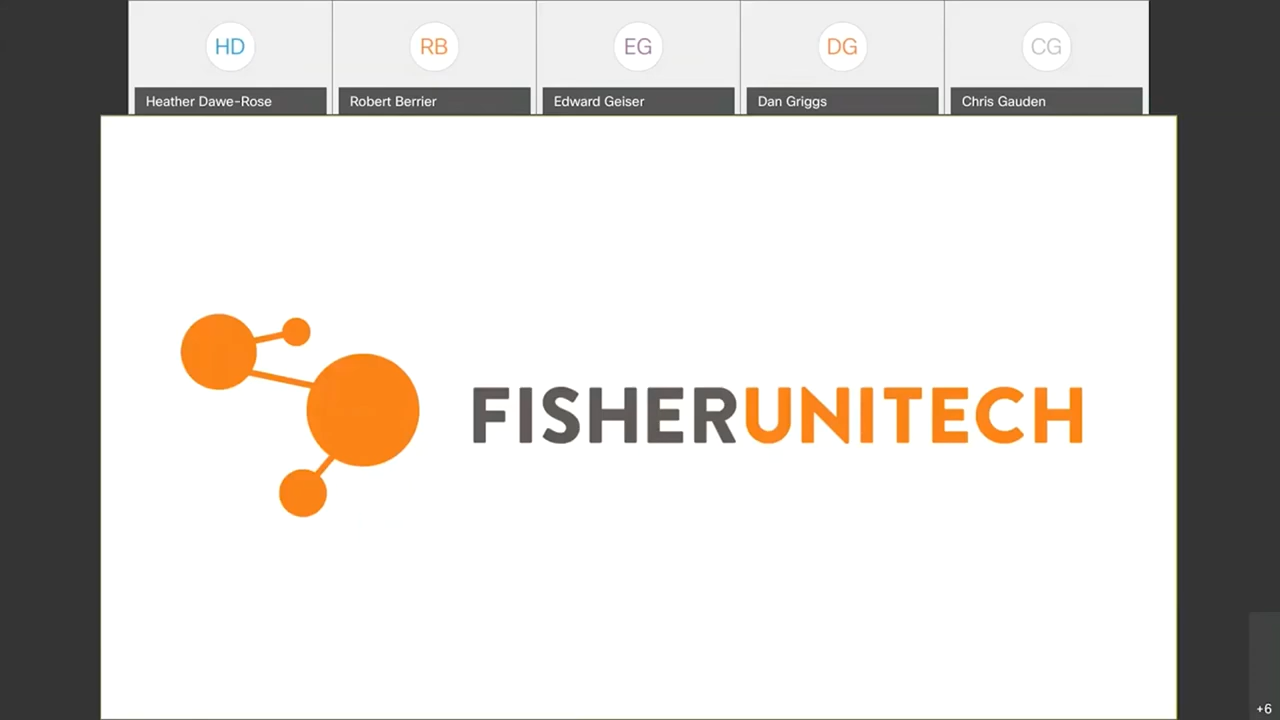 HD
RB
EG
DG
CG
Heather Dawe-Rose
Robert Berrier
Edward Geiser
Dan Griggs
Chris Gauden
FISHERUNITECH
+6